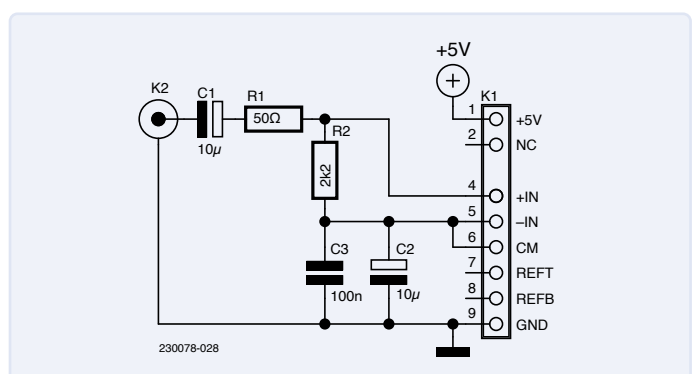 +5V
K2
C1
R1
K1
50Ω
10µ
R2
2k2
1
+5V
2
NC
4
+IN
5
–IN
6
CM
7
REFT
8
REFB
9
GND
C3
100n
C2
10µ
230078-028